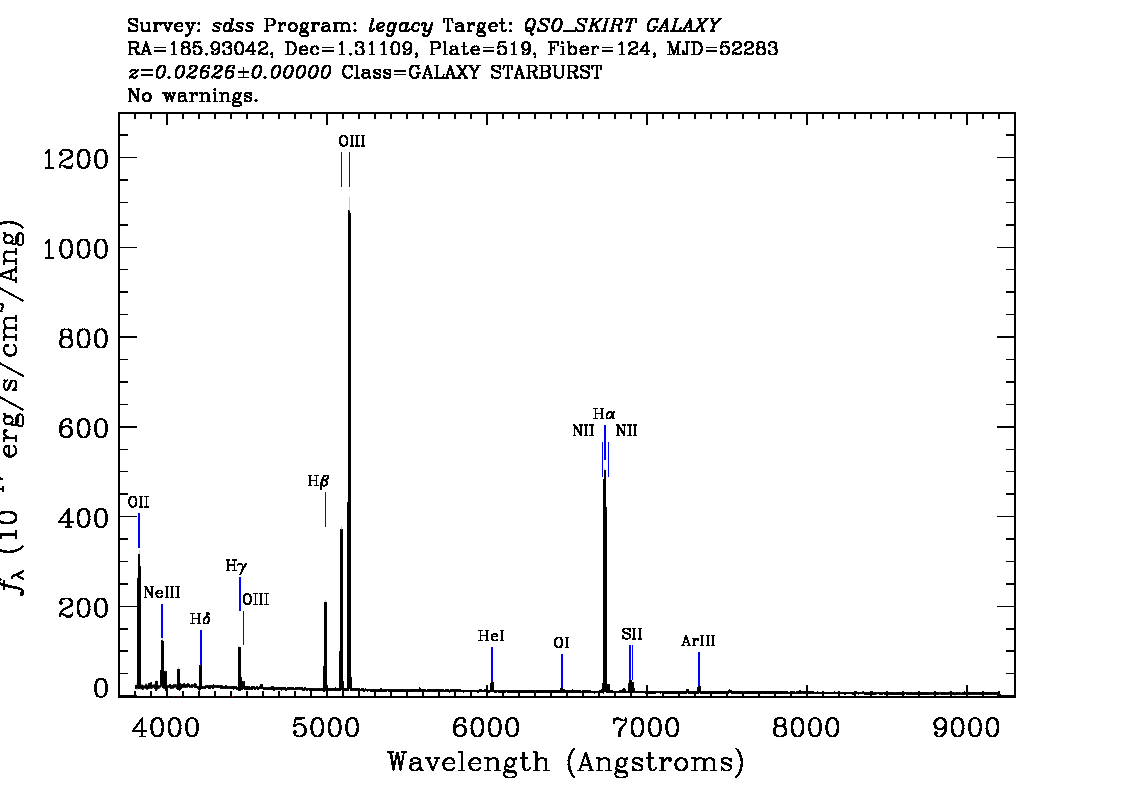 Survey: sdss Program: legacy Target: QSO_SKIRT GALAXY
RA=185.93042, Dec=1.31109, Plate=519, Fiber=124, MJD=52283
z=0.02626±0.00000 Class=GALAXY STARBURST
No warnings.
OIII
1200
1000
800
Hα
NII NII
600
Hβ
OII
400
Hγ
NeIII
OIII
200
Hδ
HeI
OI
SII
ArIII
0
4000 5000 6000 7000 8000 9000
Wavelength (Angstroms)
fλ (10 erg/s/cm /Ang)